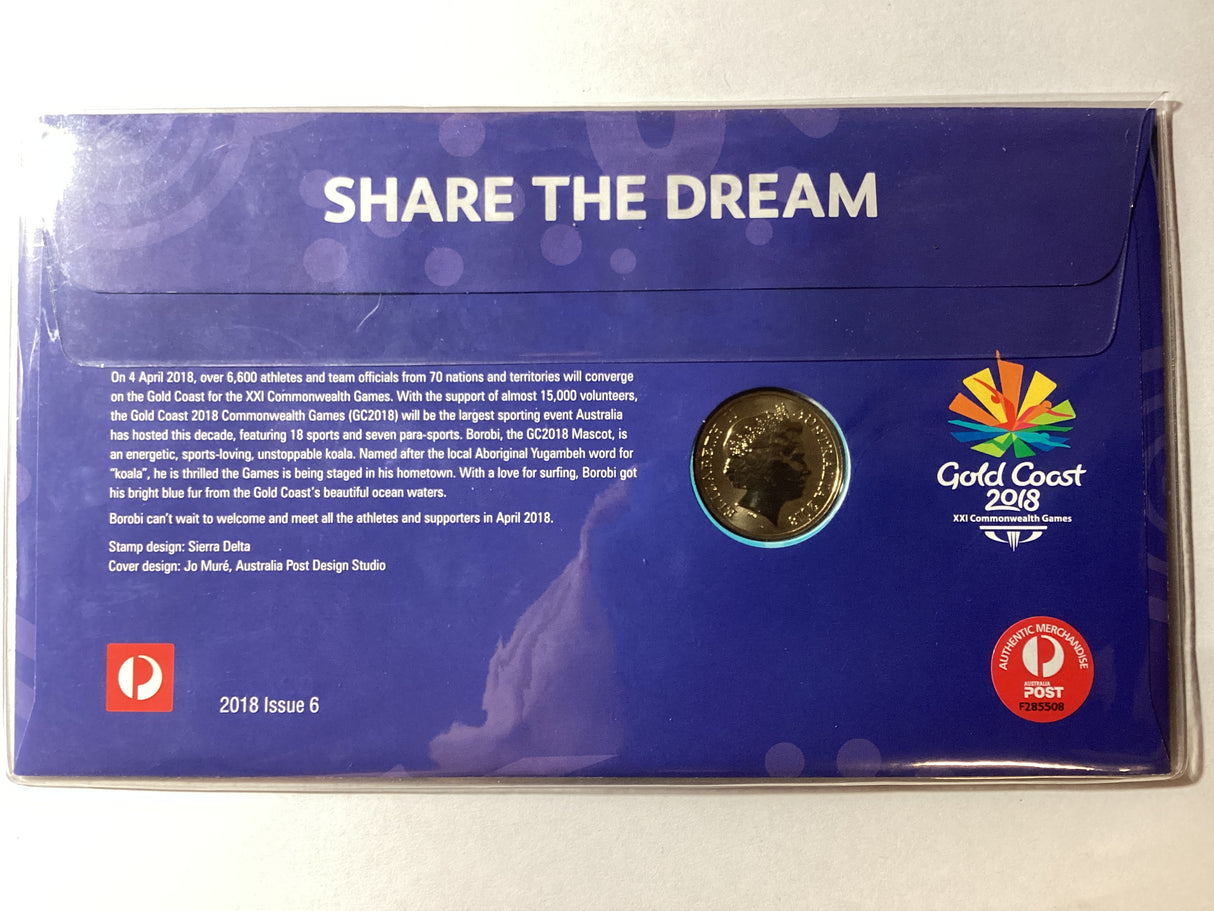 SHARE THE DREAM
On 4 April 2018, over 6,600 athletes and team officials from 70 nations and territories will converge
on the Gold Coast for the XXI Commonwealth Games. With the support of almost 15,000 volunteers,
the Gold Coast 2018 Commonwealth Games (GC2018) will be the largest sporting event Australia
has hosted this decade, featuring 18 sports and seven para-sports. Borobi, the GC2018 Mascot, is
an energetic, sports-loving, unstoppable koala. Named after the local Aboriginal Yugambeh word for
“koala”, he is thrilled the Games is being staged in his hometown. With a love for surfing, Borobi got
his bright blue fur from the Gold Coast’s beautiful ocean waters.
Borobi can’t wait to welcome and meet all the athletes and supporters in April 2018.
Stamp design: Sierra Delta
Cover design: Jo Muré, Australia Post Design Studio
2018 Issue 6
ELIZABETH II
AUSTRALIA 2018
Gold Coast
2018
XXI Commonwealth Games
AUTHENTIC MERCHANDISE
AUSTRALIA
POST
F285508